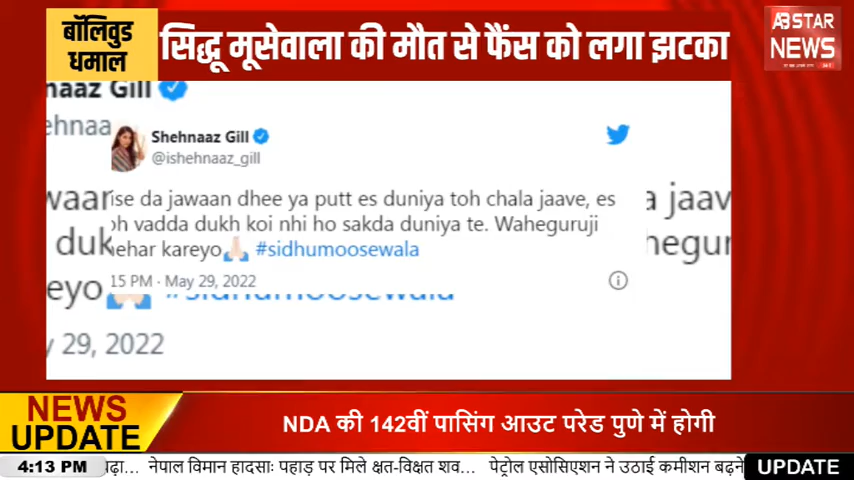 बॉलिवुड
धमाल
सिद्धू मूसेवाला की मौत से फैंस को लगा झटका
AB STAR
NEWS
Shehnaaz Gill
@ishehnaaz_gill
ise da jawaan dhee ya putt es duniya toh chala jaave, es
oh vadda dukh koi nhi ho sakda duniya te. Waheguruji
ehar kareyo🙏🏻 #sidhumoosewala
15 PM · May 29, 2022
naaz Gill
ehnaa
waan
a jaav
duk
hegur
eyo #sidhumoosewala
29, 2022
NEWS
UPDATE
NDA की 142वीं पासिंग आउट परेड पुणे में होगी
4:13 PM
नेपाल विमान हादसाः पहाड़ पर मिले क्षत-विक्षत शव... पेट्रोल एसोसिएशन ने उठाई कमीशन बढ़ने
UPDATE